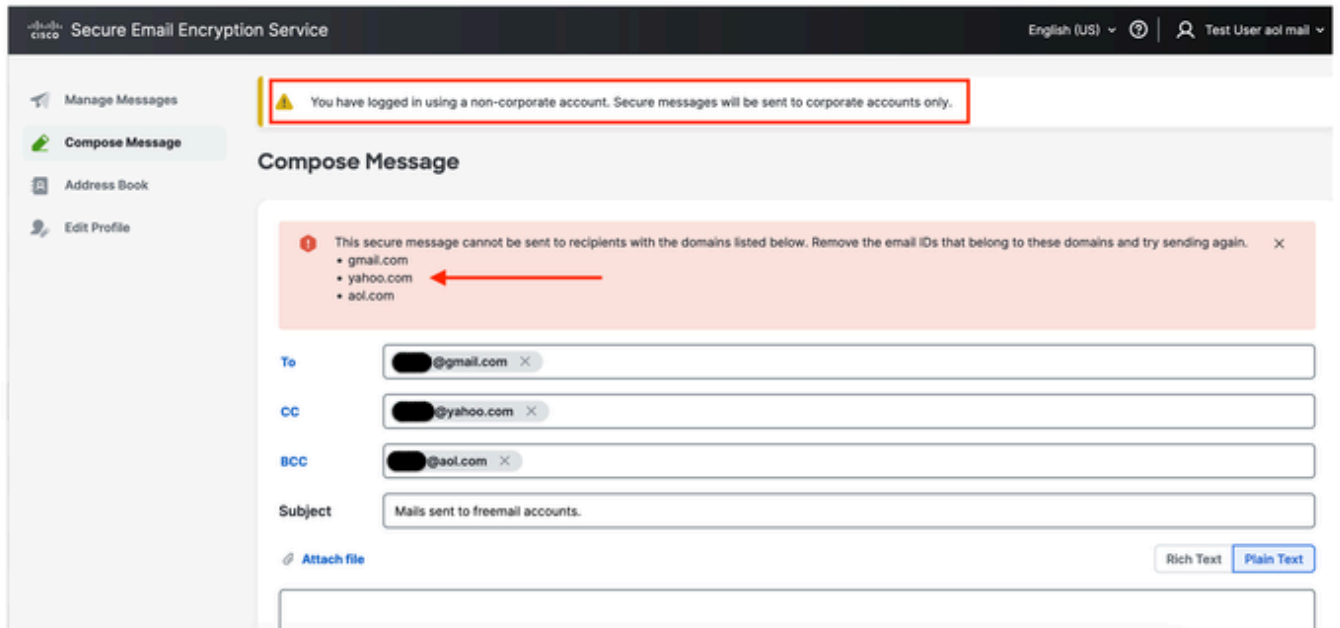 cisco Secure Email Encryption Service
English (US)
Test User aol mail
Manage Messages
Compose Message
Address Book
Edit Profile
You have logged in using a non-corporate account. Secure messages will be sent to corporate accounts only.
Compose Message
This secure message cannot be sent to recipients with the domains listed below. Remove the email IDs that belong to these domains and try sending again.
• gmail.com
• yahoo.com
• aol.com
To
@gmail.com
CC
@yahoo.com
BCC
@aol.com
Subject
Mails sent to freemail accounts.
Attach file
Rich Text
Plain Text